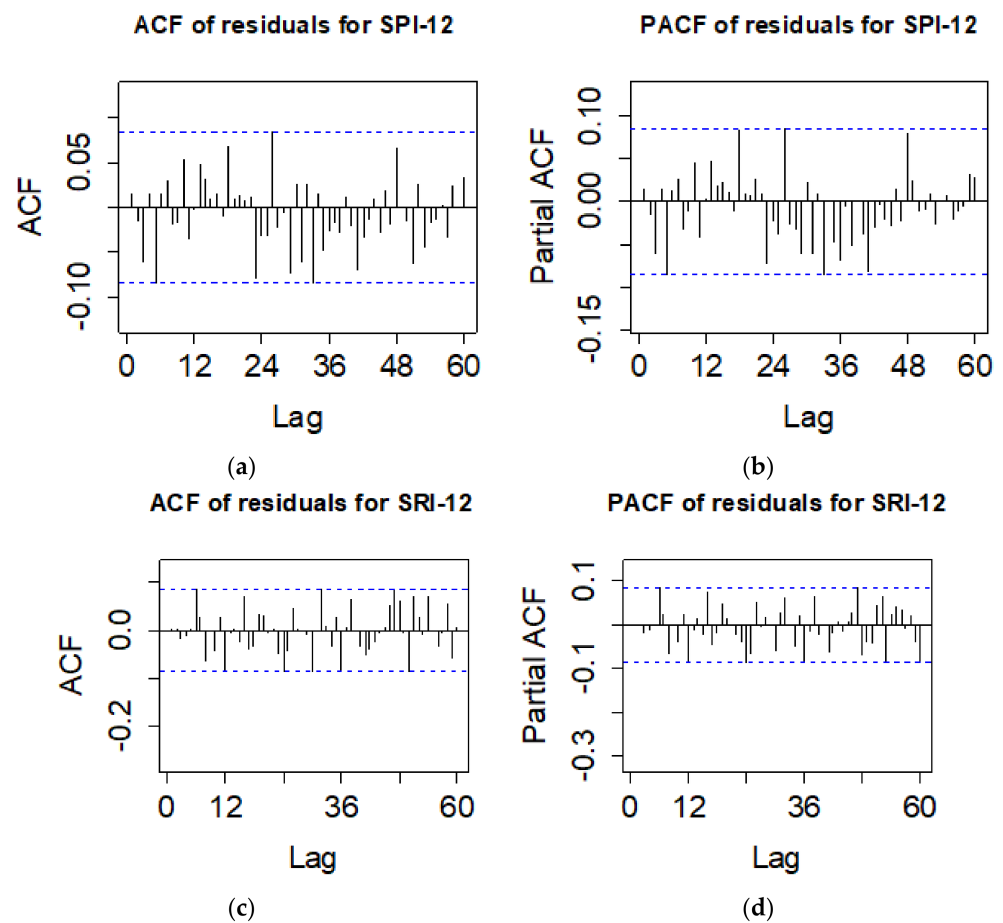 ACF of residuals for SPI-12
PACF of residuals for SPI-12
ACF
0.05
-0.10
0 12 24 36 48 60
Lag
Partial ACF
0.10
0.00
-0.15
0 12 24 36 48 60
Lag
(a)
(b)
ACF of residuals for SRI-12
PACF of residuals for SRI-12
ACF
0.0
-0.2
0 12 36 60
Lag
Partial ACF
0.1
-0.1
-0.3
0 12 36 60
Lag
(c)
(d)